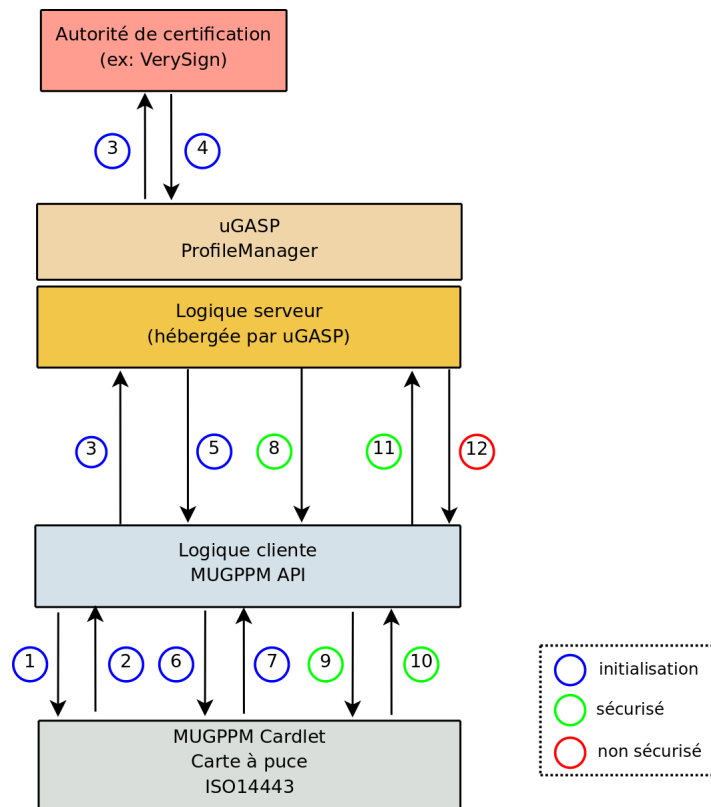 Autorité de certification
(ex: VerySign)
3
4
uGASP
ProfileManager
Logique serveur
(hébergée par uGASP)
3
5
8
11
12
Logique cliente
MUGPPM API
1
2
6
7
9
10
MUGPPM Cardlet
Carte à puce
ISO14443
initialisation
sécurisé
non sécurisé